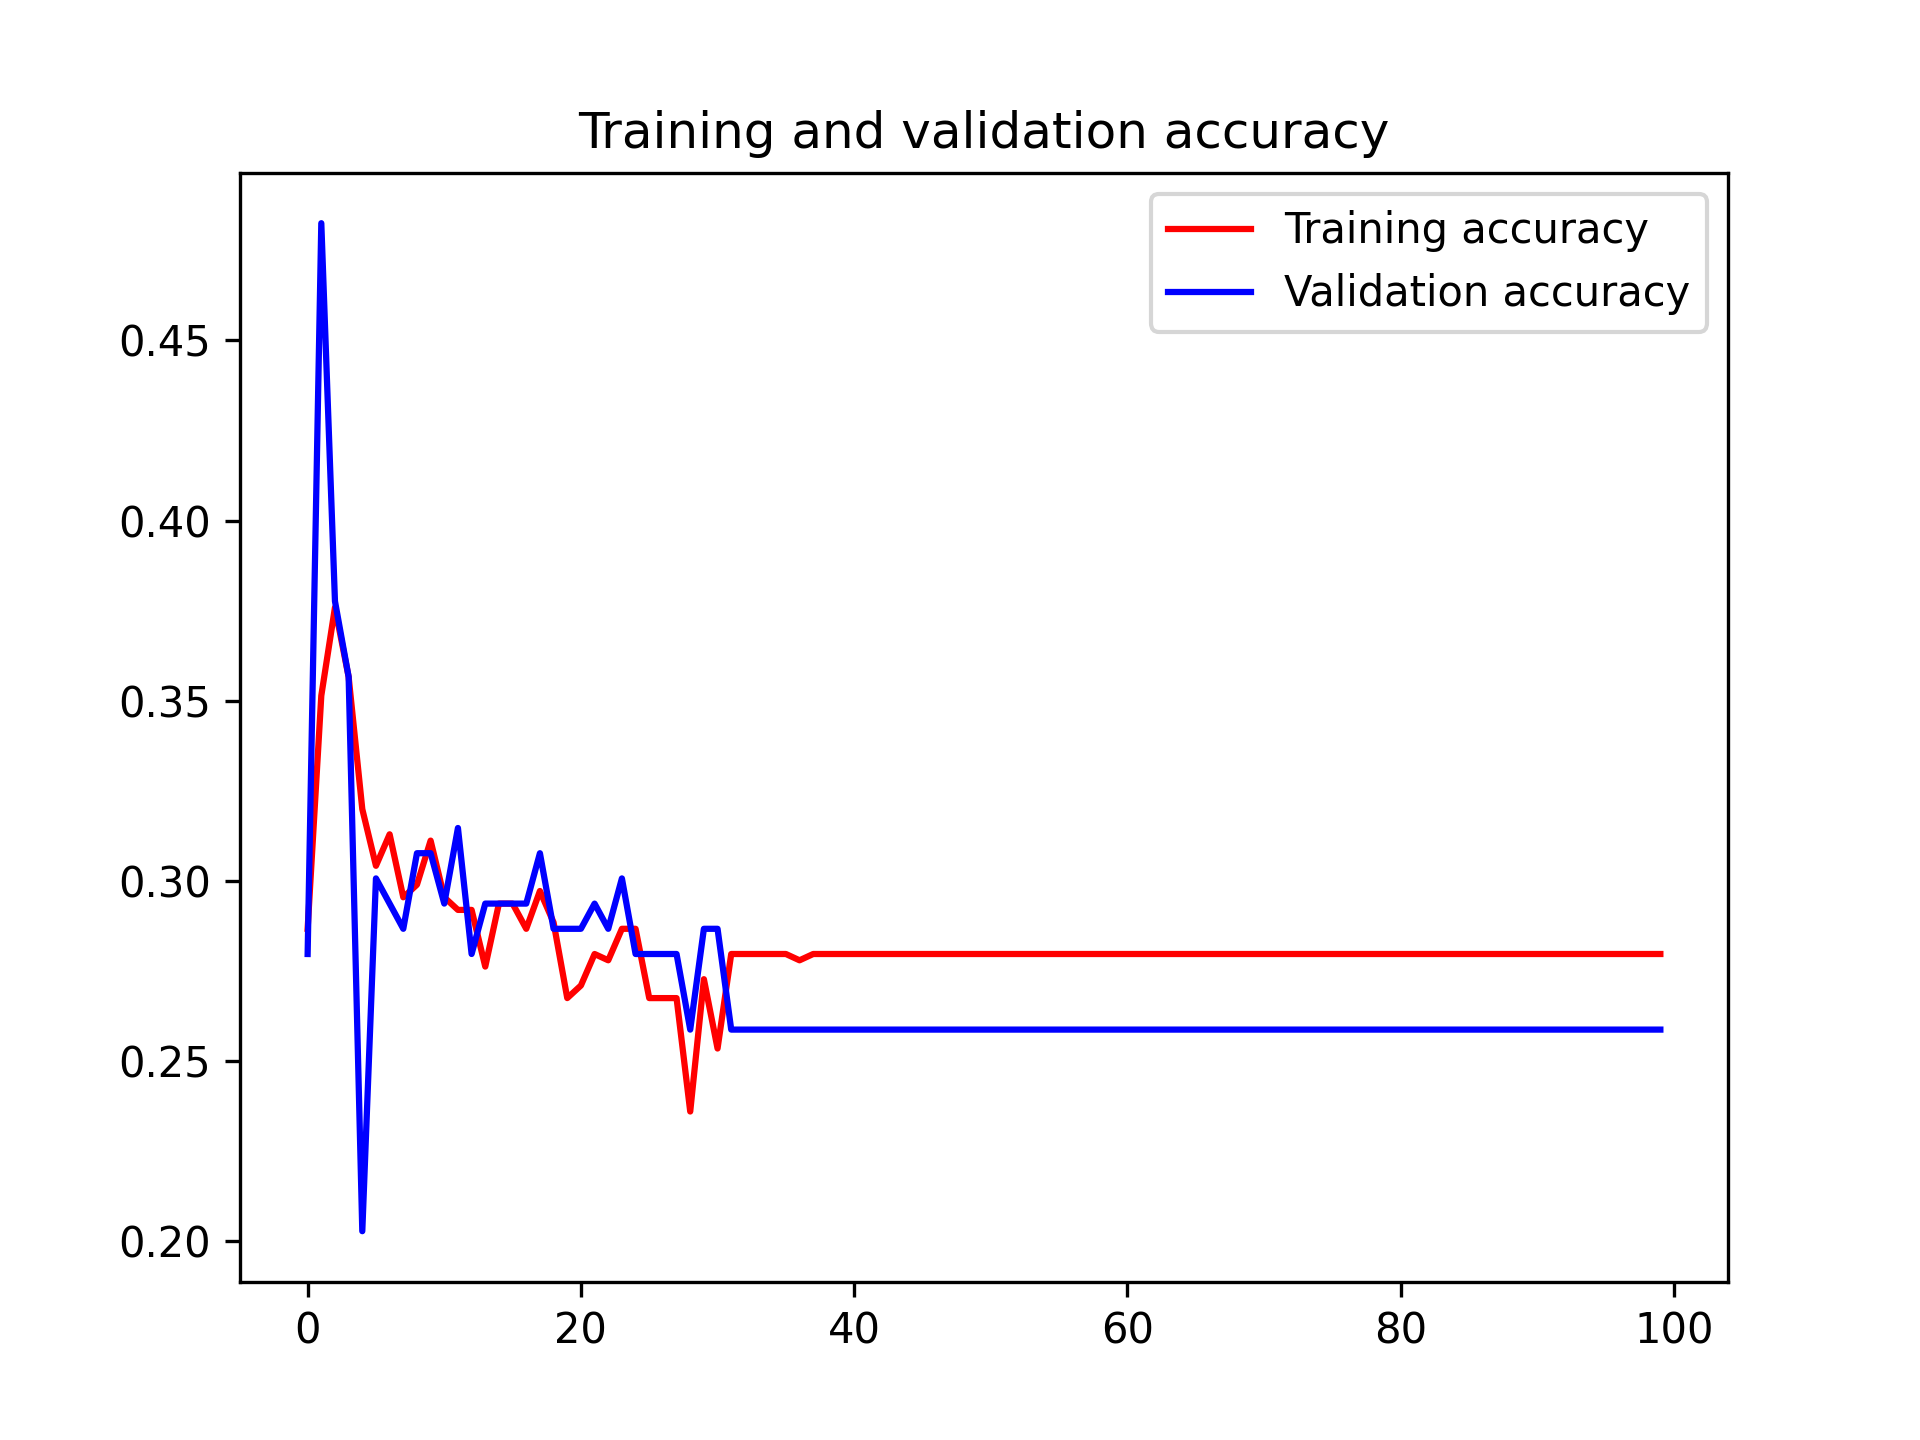 Training and validation accuracy
Training accuracy
Validation accuracy
0.45
0.40
0.35
0.30
0.25
0.20
0 20 40 60 80 100